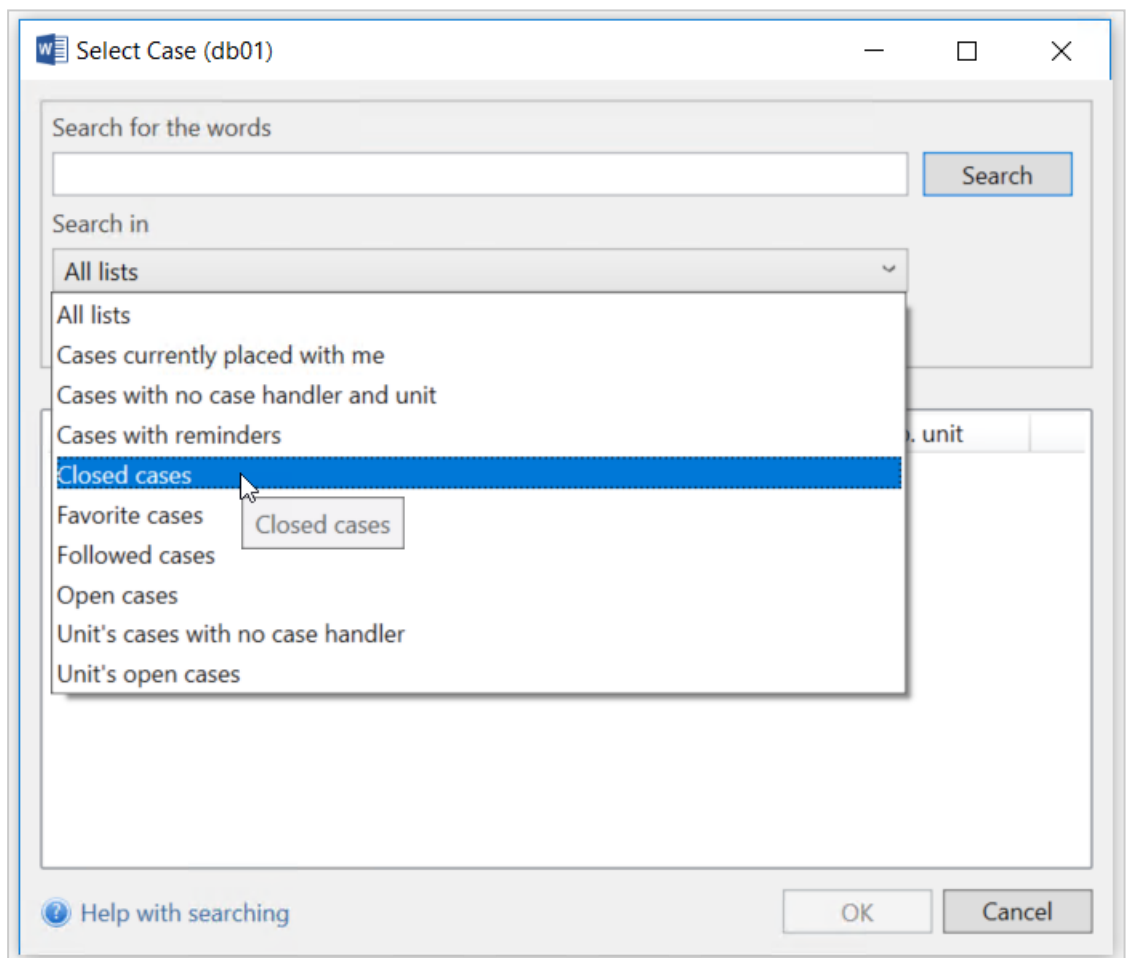 Select Case (db01)
Search for the words
Search
Search in
All lists
All lists
Cases currently placed with me
Cases with no case handler and unit
Cases with reminders
unit
Closed cases
Closed cases
Favorite cases
Followed cases
Open cases
Unit's cases with no case handler
Unit's open cases
Help with searching
OK
Cancel